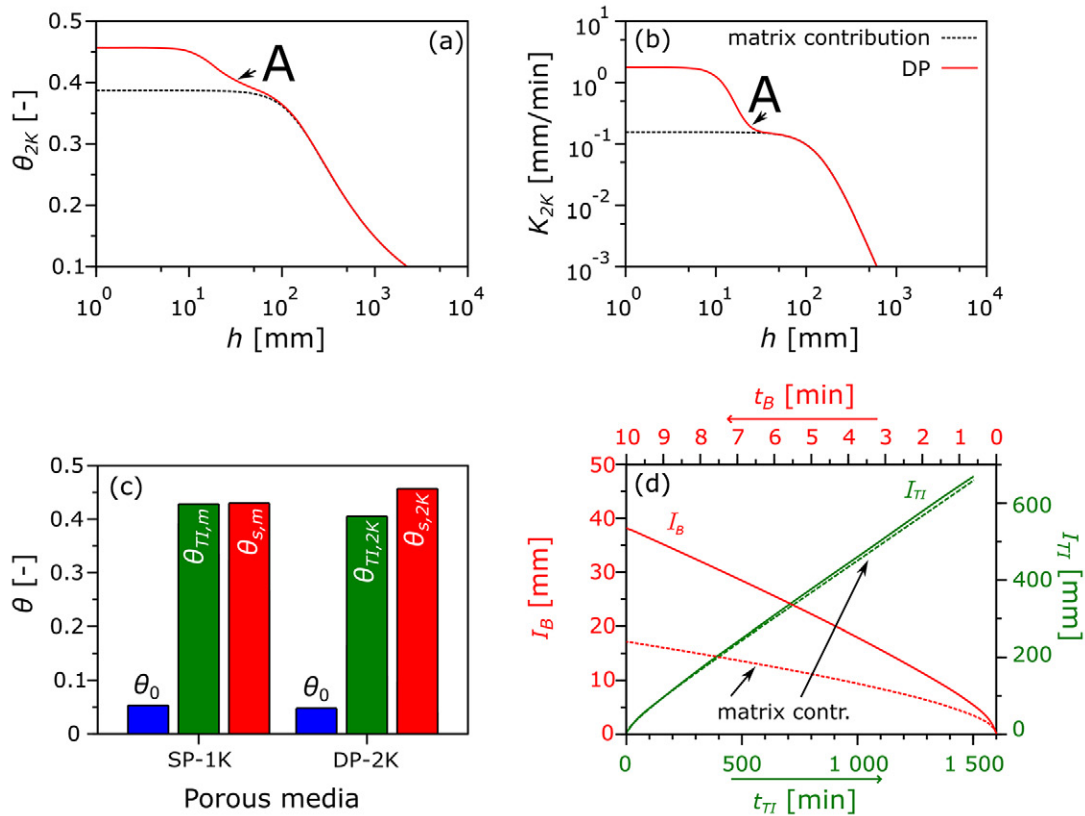 0.5
0.4
0.3
0.4
0.1
θ2K [-]
(a)
A
10^0
10^1
10^2
10^3
10^4
h [mm]
10^1
10^0
10^-1
10^-2
10^-3
K2K [mm/min]
(b)
matrix contribution
DP
A
10^0
10^1
10^2
10^3
10^4
h [mm]
0.5
0.4
0.3
0.4
0.1
0
θ [-]
(c)
θ0
θTI,m
θs,m
θ0
θTI,2K
θs,2K
SP-1K
DP-2K
Porous media
tB [min]
10 9 8 7 6 5 4 3 2 1 0
50
40
30
20
10
0
IB [mm]
(d)
IB
ITI
matrix contr.
600
400
200
0
ITI [mm]
0
500
1 000
1 500
tTI [min]